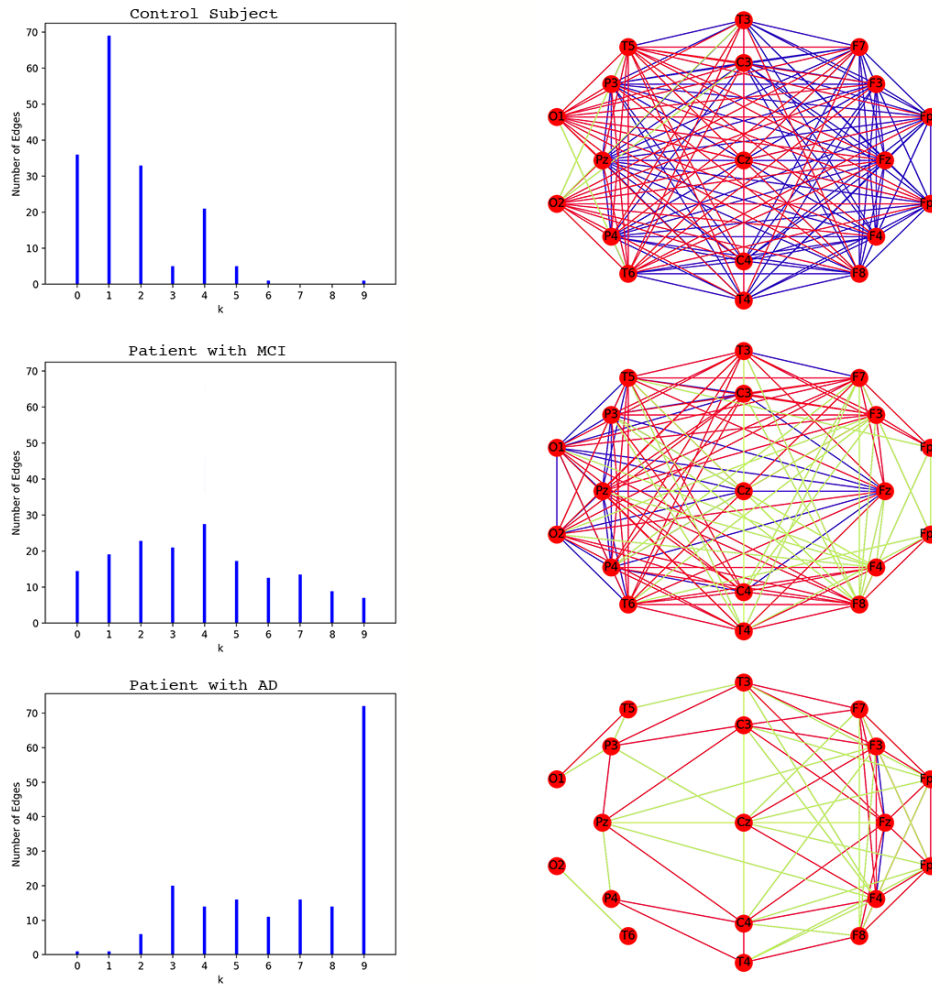 Control Subject
Number of Edges
70
60
50
40
30
20
10
0
0 1 2 3 4 5 6 7 8 9
k
T3
T5 F7
C3
P3 F3
O1 Fp
Pz Cz Fz
O2 Fp
P4 F4
C4
T6 F8
T4
Patient with MCI
Number of Edges
70
60
50
40
30
20
10
0
0 1 2 3 4 5 6 7 8 9
k
T3
T5 F7
C3
P3 F3
O1 Fp
Pz Cz Fz
O2 Fp
P4 F4
C4
T6 F8
T4
Patient with AD
Number of Edges
70
60
50
40
30
20
10
0
0 1 2 3 4 5 6 7 8 9
k
T3
T5 F7
C3
P3 F3
O1 Fp
Pz Cz Fz
O2 Fp
P4 F4
C4
T6 F8
T4